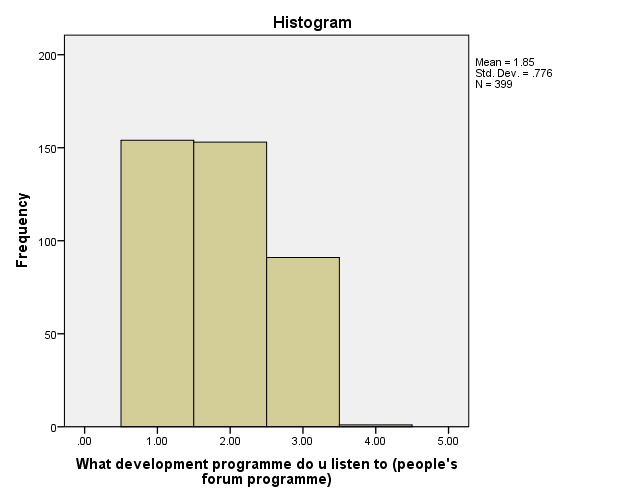 Histogram
Mean = 1.85
Std. Dev. = .776
N = 399
200
150
100
50
0
Frequency
.00 1.00 2.00 3.00 4.00 5.00
What development programme do u listen to (people's
forum programme)